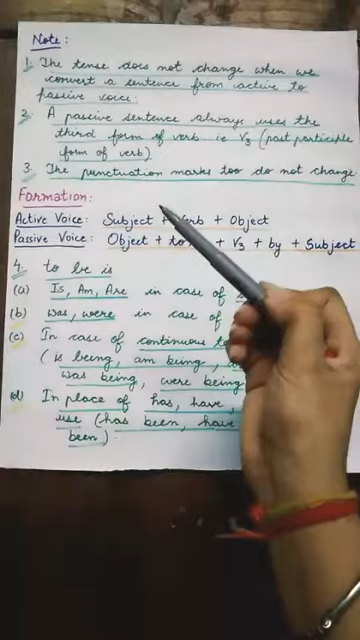 Note:
1. The tense does not change when we
convert a sentence from active to
passive voice.
2. A passive sentence always uses the
third form of verb ie V3 (past participle
form of verb)
3. The punctuation marks too do not change
Formation:
Active Voice: Subject + Verb + Object
Passive Voice: Object + to + V3 + by + Subject
4. to be is
(a) Is, Am, Are in case of
(b) was, were in case of
(c) In case of continuous
(is being, am being,
was being, were being
(d) In place of has, have,
use (has been, have
been)